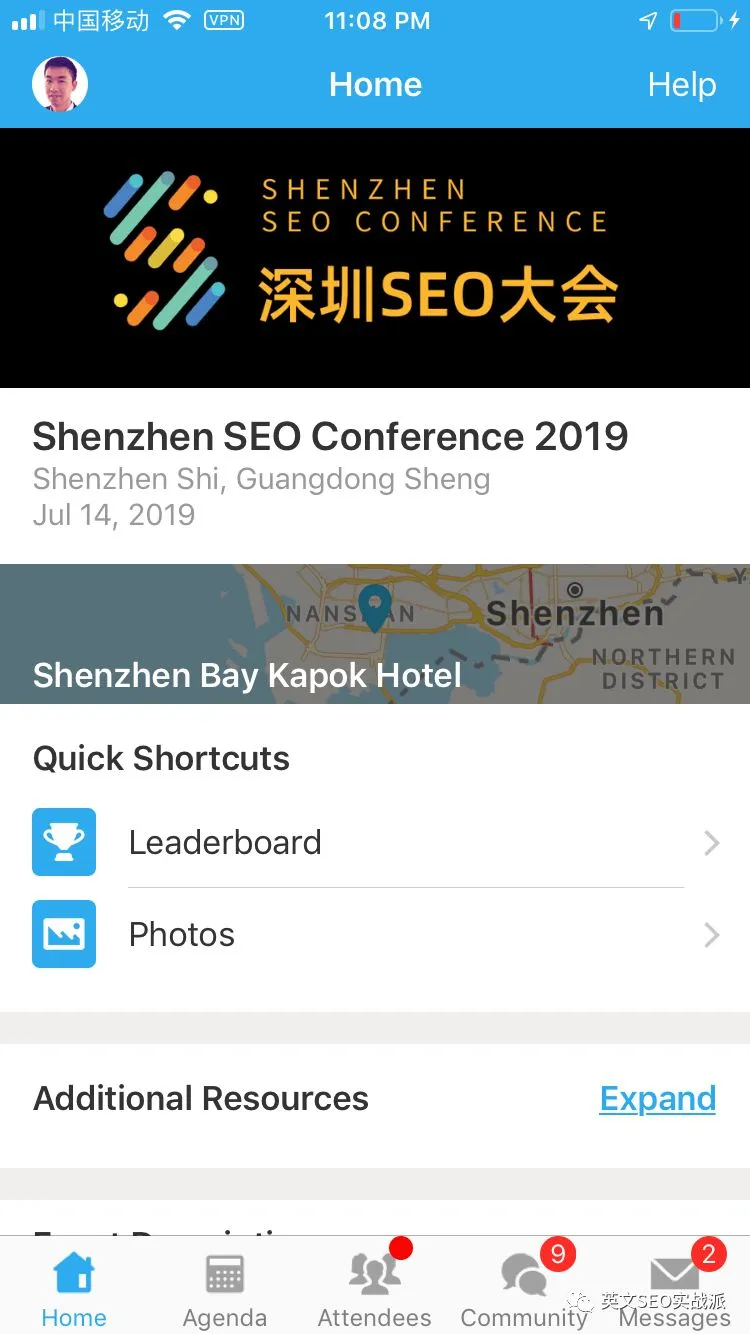 中国移动 VPN 11:08 PM
Home Help
SHENZHEN
SEO CONFERENCE
深圳SEO大会
Shenzhen SEO Conference 2019
Shenzhen Shi, Guangdong Sheng
Jul 14, 2019
Shenzhen
NORTHERN
DISTRICT
Shenzhen Bay Kapok Hotel
Quick Shortcuts
Leaderboard
Photos
Additional Resources Expand
9 2
Home Agenda Attendees Community Messages
英文SEO实战派